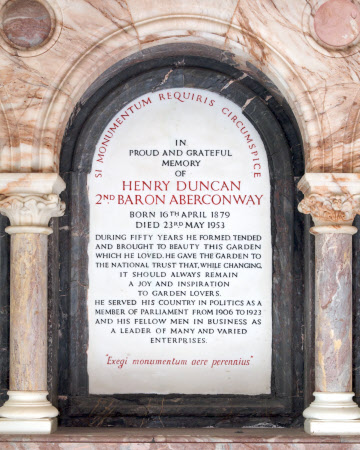 SI MONUMENTUM REQUIRIS CIRCUMSPICE
IN
PROUD AND GRATEFUL
MEMORY
OF
HENRY DUNCAN
2ND BARON ABERCONWAY
BORN 16TH APRIL 1879
DIED 23RD MAY 1953
DURING FIFTY YEARS HE FORMED, TENDED
AND BROUGHT TO BEAUTY THIS GARDEN
WHICH HE LOVED. HE GAVE THE GARDEN TO
THE NATIONAL TRUST THAT, WHILE CHANGING,
IT SHOULD ALWAYS REMAIN
A JOY AND INSPIRATION
TO GARDEN LOVERS.
HE SERVED HIS COUNTRY IN POLITICS AS A
MEMBER OF PARLIAMENT FROM 1906 TO 1923
AND HIS FELLOW MEN IN BUSINESS AS
A LEADER OF MANY AND VARIED
ENTERPRISES.
"Exegi monumentum aere perennius"